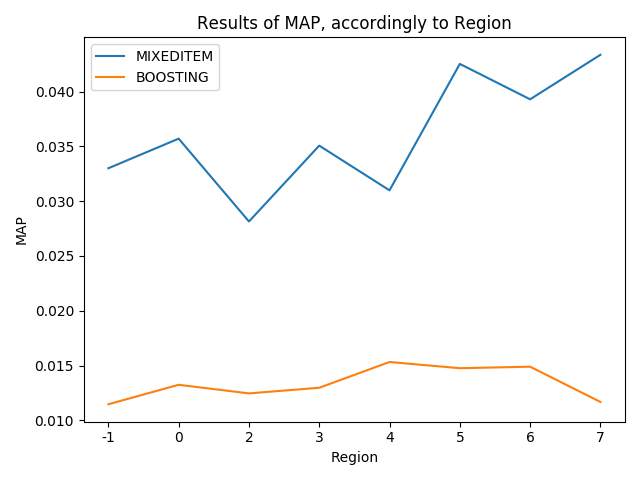 Results of MAP, accordingly to Region
MIXEDITEM
BOOSTING
0.040
0.035
0.030
0.025
0.020
0.015
0.010
MAP
-1 0 2 3 4 5 6 7
Region